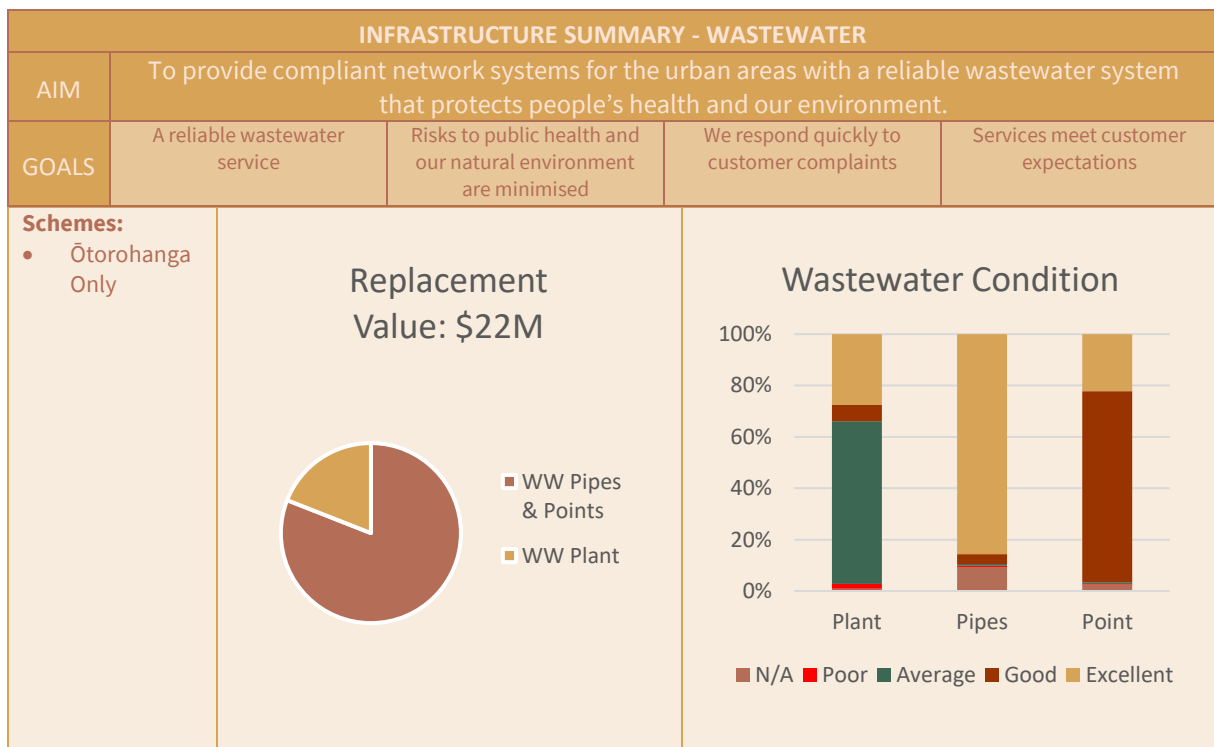 INFRASTRUCTURE SUMMARY - WASTEWATER
AIM
To provide compliant network systems for the urban areas with a reliable wastewater system
that protects people’s health and our environment.
GOALS
A reliable wastewater
service
Risks to public health and
our natural environment
are minimised
We respond quickly to
customer complaints
Services meet customer
expectations
Schemes:
• Ōtorohanga
Only
Replacement
Value: $22M
WW Pipes
& Points
WW Plant
Wastewater Condition
100%
80%
60%
40%
20%
0%
Plant Pipes Point
N/A Poor Average Good Excellent